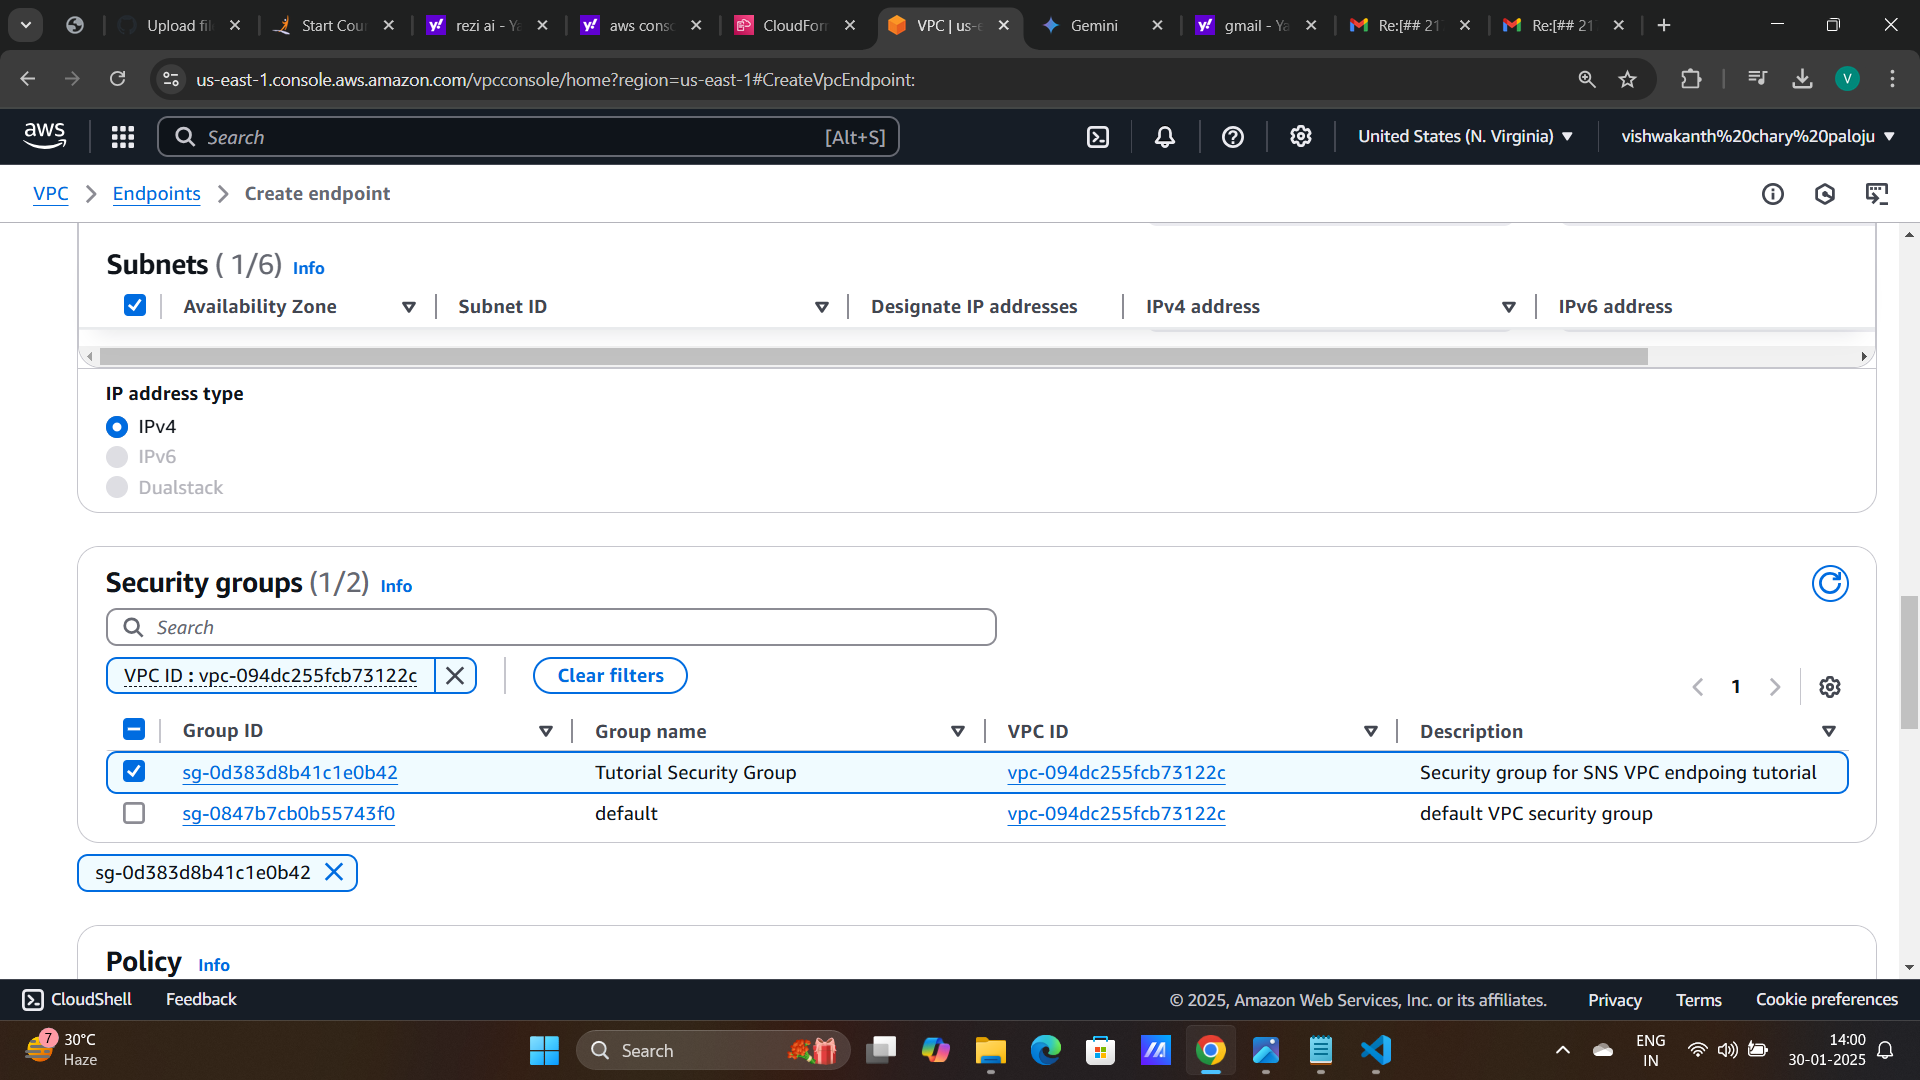 Upload fil
Start Cour
rezi ai - Ya
aws cons
CloudForr
VPC | us-e
Gemini
gmail - Ya
Re:[## 217
Re:[## 217
us-east-1.console.aws.amazon.com/vpcconsole/home?region=us-east-1#CreateVpcEndpoint:
V
aws
Search [Alt+S]
United States (N. Virginia)
vishwakanth%20chary%20paloju
VPC
Endpoints
Create endpoint
Subnets ( 1/6) Info
Availability Zone Subnet ID Designate IP addresses IPv4 address IPv6 address
IP address type
IPv4
IPv6
Dualstack
Security groups (1/2) Info
Search
VPC ID : vpc-094dc255fcb73122c
Clear filters
1
Group ID Group name VPC ID Description
sg-0d383d8b41c1e0b42 Tutorial Security Group vpc-094dc255fcb73122c Security group for SNS VPC endpoing tutorial
sg-0847b7cb0b55743f0 default vpc-094dc255fcb73122c default VPC security group
sg-0d383d8b41c1e0b42
Policy Info
CloudShell Feedback © 2025, Amazon Web Services, Inc. or its affiliates. Privacy Terms Cookie preferences
7
30°C
Haze
Search
ENG
IN
14:00
30-01-2025